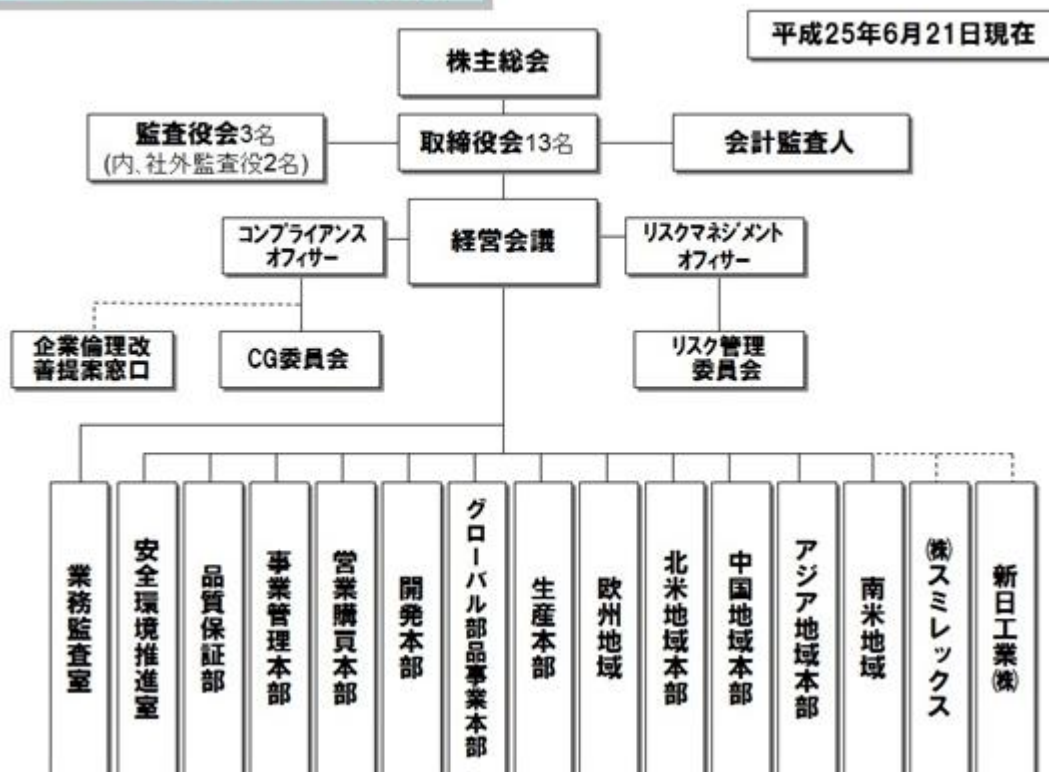 平成25年6月21日現在
株主総会
監査役会3名
(内、社外監査役2名)
取締役会13名
会計監査人
コンプライアンス
オフィサー
経営会議
リスクマネジメント
オフィサー
企業倫理改
善提案窓口
CG委員会
リスク管理
委員会
業務監査室
安全環境推進室
品質保証部
事業管理本部
営業購買本部
開発本部
グローバル部品事業本部
生産本部
欧州地域
北米地域本部
中国地域本部
アジア地域本部
南米地域
㈱スミレックス
新日工業㈱